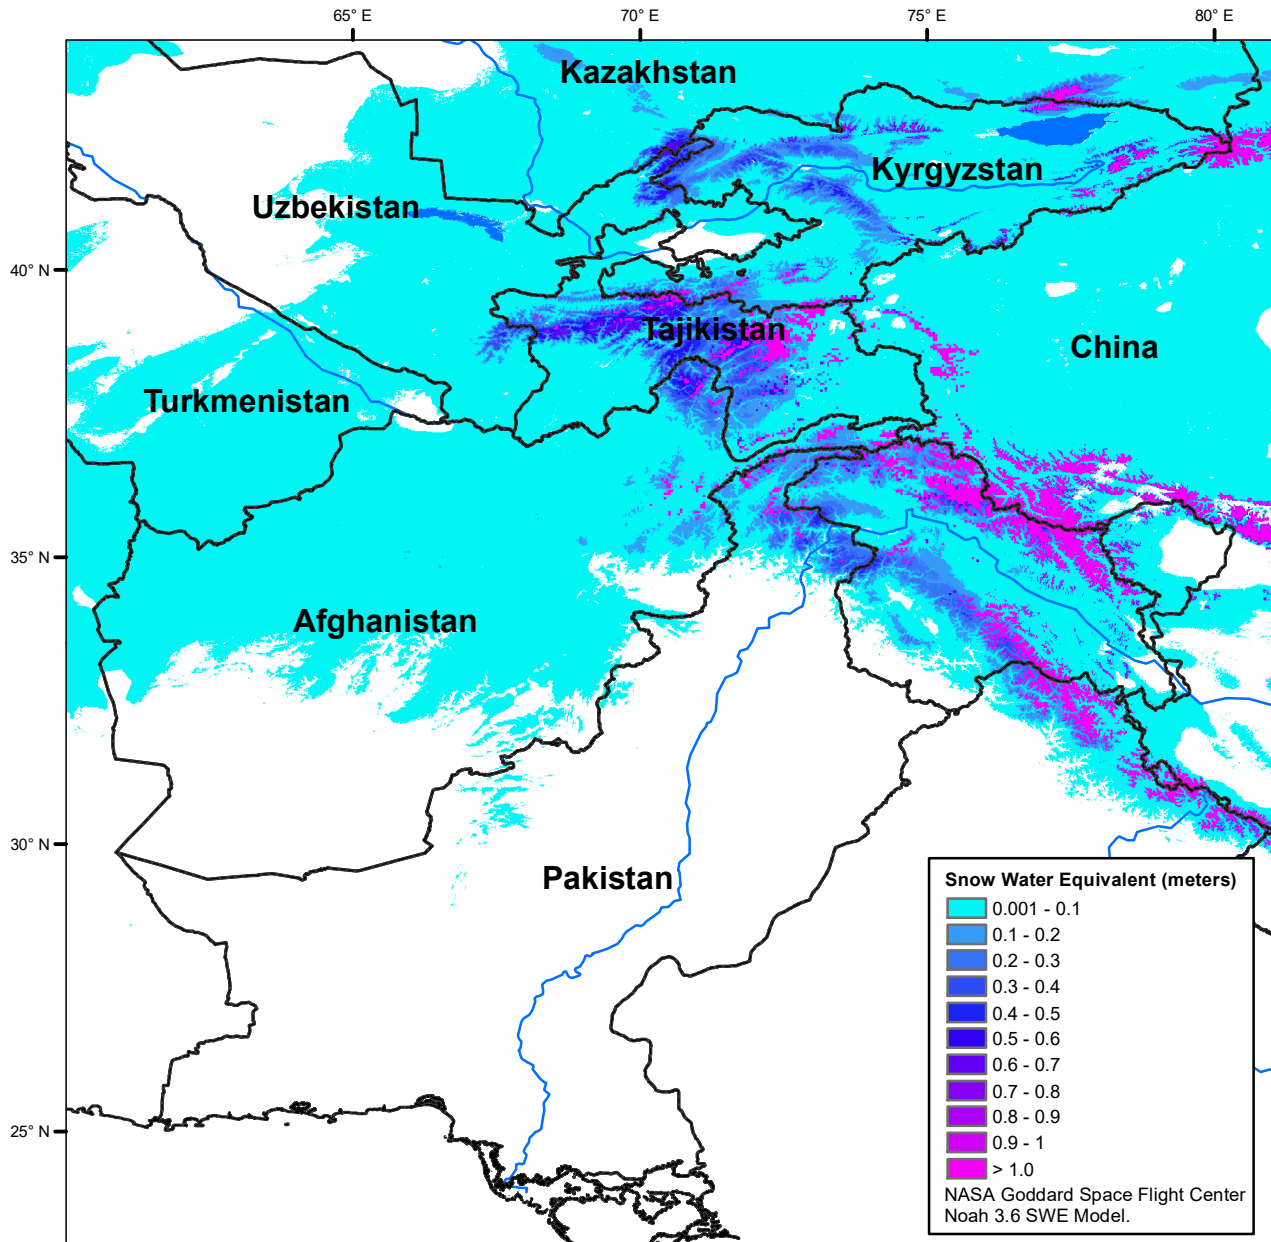 65° E
70° E
75° E
80° E
Kazakhstan
Kyrgyzstan
Uzbekistan
40° N
Tajikistan
China
Turkmenistan
35° N
Afghanistan
30° N
Pakistan
Snow Water Equivalent (meters)
0.001 - 0.1
0.1 - 0.2
0.2 - 0.3
0.3 - 0.4
0.4 - 0.5
0.5 - 0.6
0.6 - 0.7
0.7 - 0.8
0.8 - 0.9
0.9 - 1
> 1.0
NASA Goddard Space Flight Center
Noah 3.6 SWE Model.
25° N